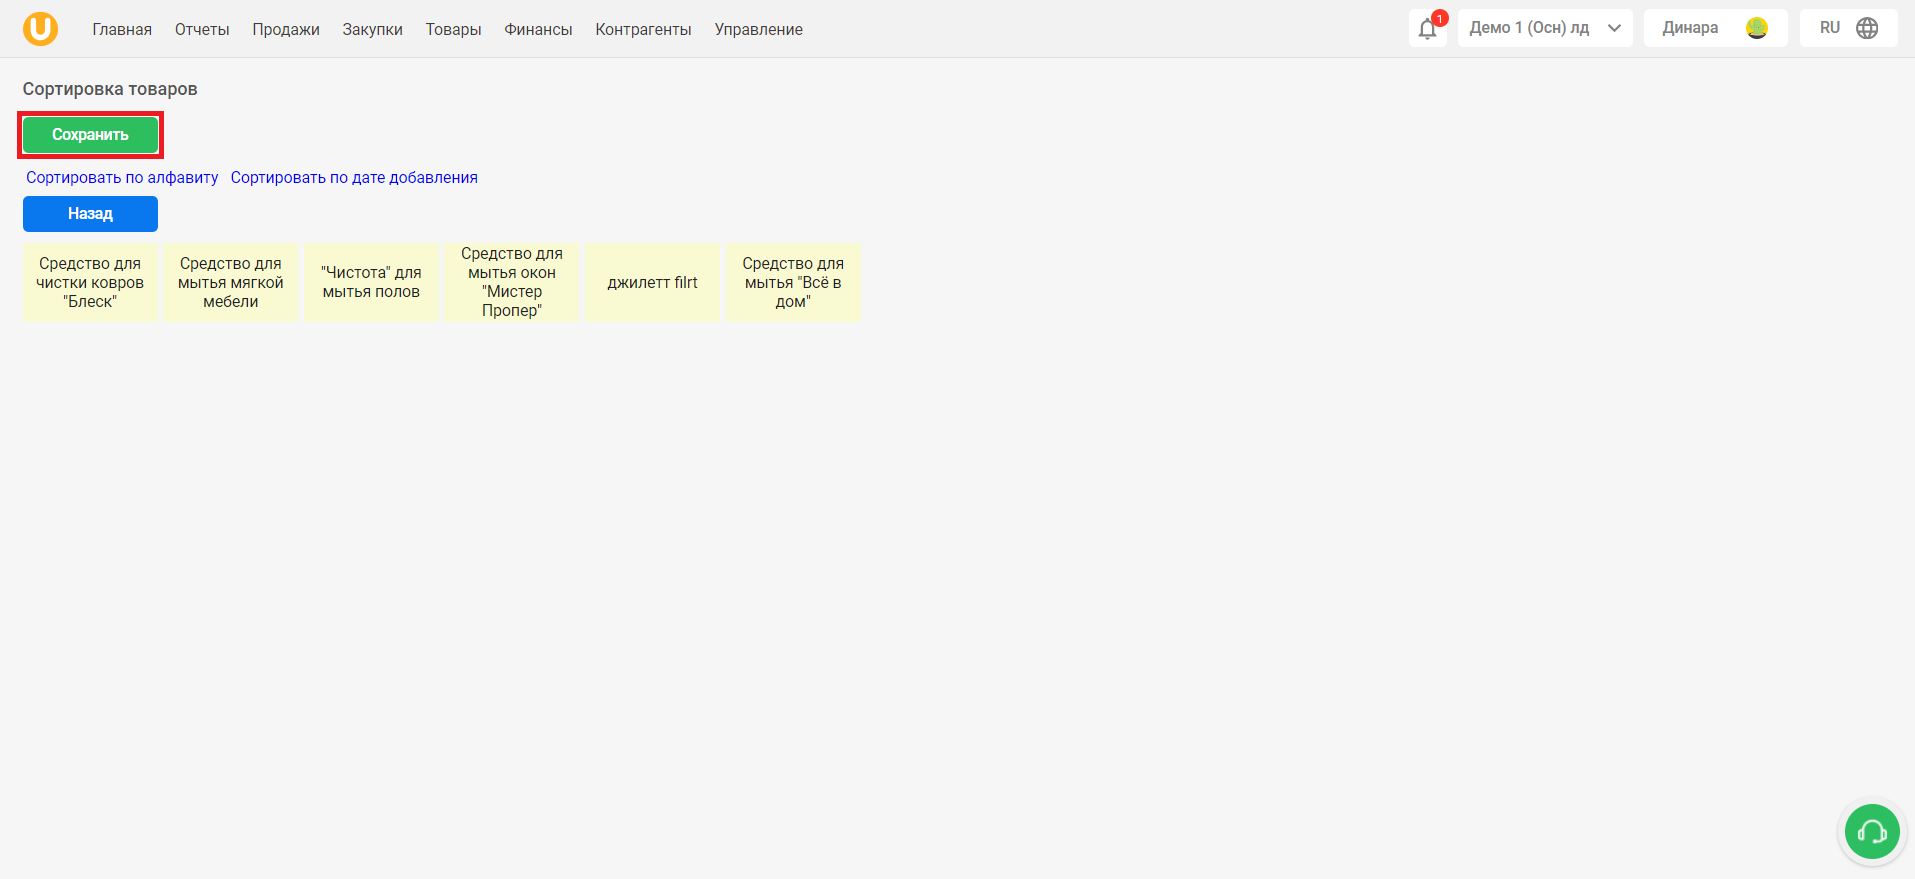 Главная Отчеты Продажи Закупки Товары Финансы Контрагенты Управление
1
Демо 1 (Осн) лд
Динара
RU
Сортировка товаров
Сохранить
Сортировать по алфавиту Сортировать по дате добавления
Назад
Средство для
чистки ковров
"Блеск"
Средство для
мытья мягкой
мебели
"Чистота" для
мытья полов
Средство для
мытья окон
"Мистер
Пропер"
джилетт filrt
Средство для
мытья "Всё в
дом"